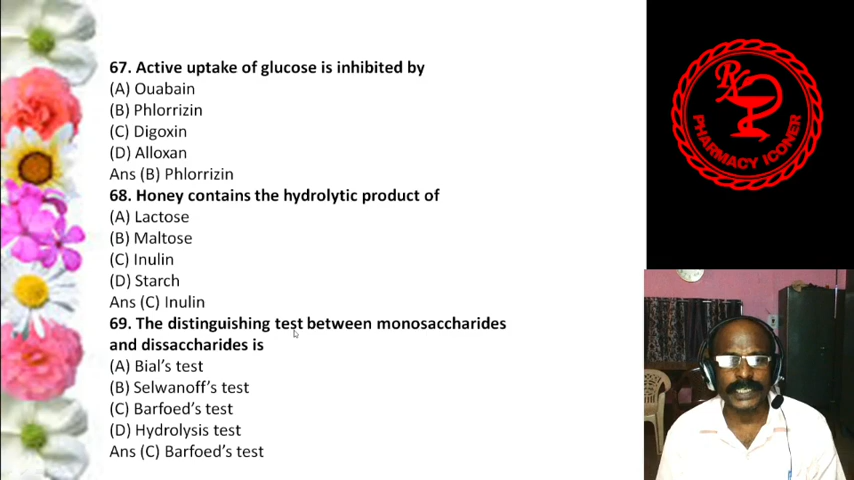 67. Active uptake of glucose is inhibited by
(A) Ouabain
(B) Phlorrizin
(C) Digoxin
(D) Alloxan
Ans (B) Phlorrizin
68. Honey contains the hydrolytic product of
(A) Lactose
(B) Maltose
(C) Inulin
(D) Starch
Ans (C) Inulin
69. The distinguishing test between monosaccharides
and dissaccharides is
(A) Bial’s test
(B) Selwanoff’s test
(C) Barfoed’s test
(D) Hydrolysis test
Ans (C) Barfoed’s test
Rx
PHARMACY ICONER